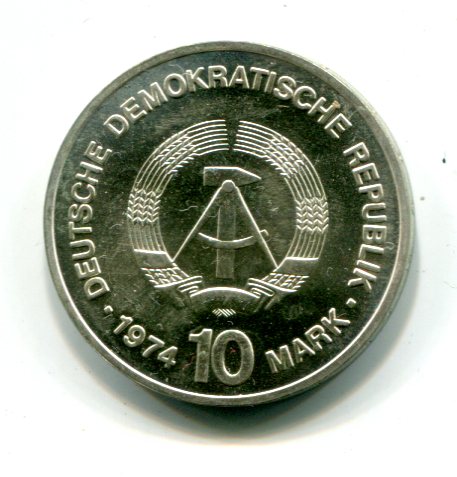 DEUTSCHE DEMOKRATISCHE REPUBLIK
1974 10 MARK